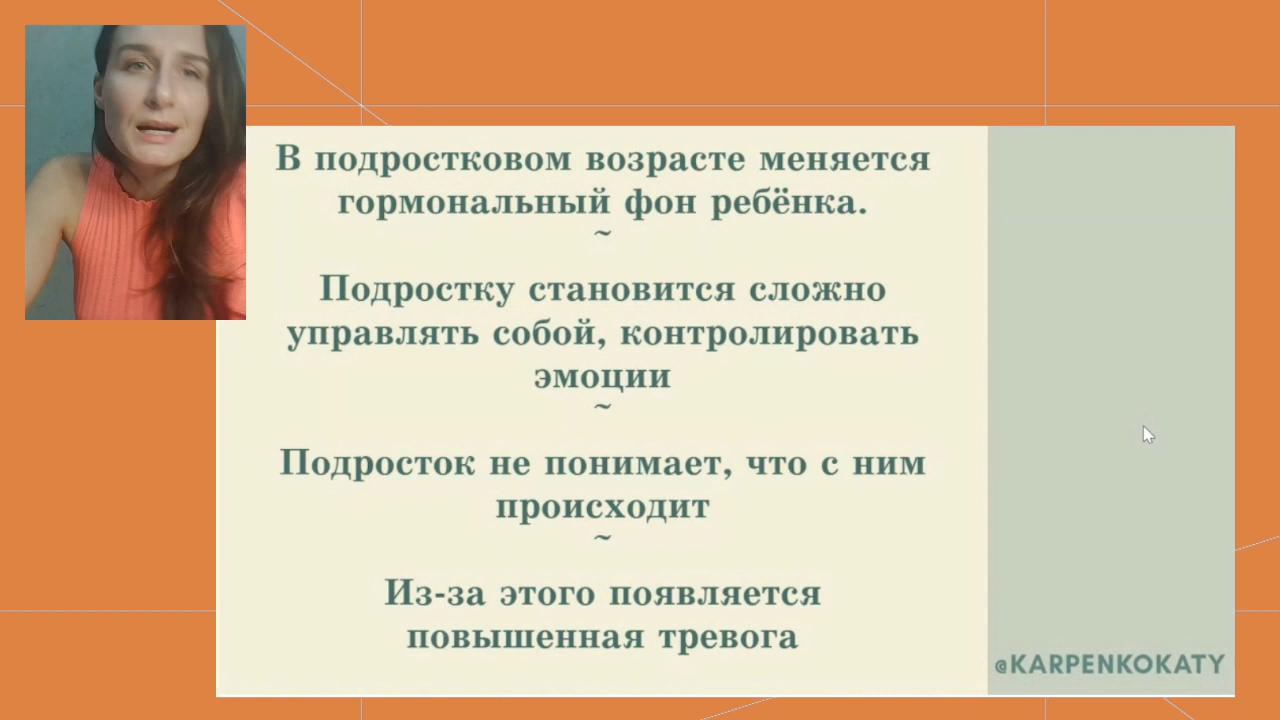 В подростковом возрасте меняется
гормональный фон ребёнка.
~
Подростку становится сложно
управлять собой, контролировать
эмоции
~
Подросток не понимает, что с ним
происходит
~
Из-за этого появляется
повышенная тревога
@KARPENKOKATY